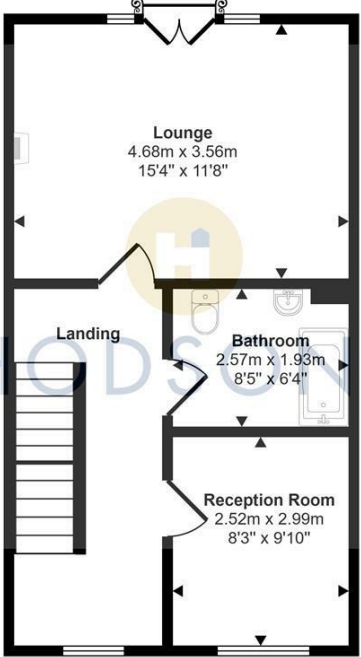 Lounge
4.68m x 3.56m
15'4" x 11'8"
H
Landing
HODSON
Bathroom
2.57m x 1.93m
8'5" x 6'4"
Reception Room
2.52m x 2.99m
8'3" x 9'10"